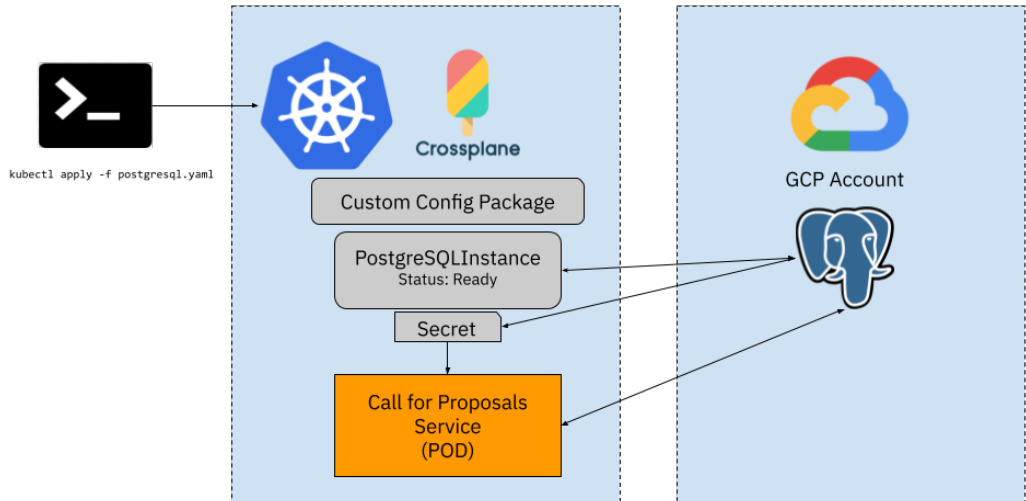 kubectl apply -f postgresql.yaml
Crossplane
Custom Config Package
PostgreSQLInstance
Status: Ready
Secret
Call for Proposals
Service
(POD)
GCP Account